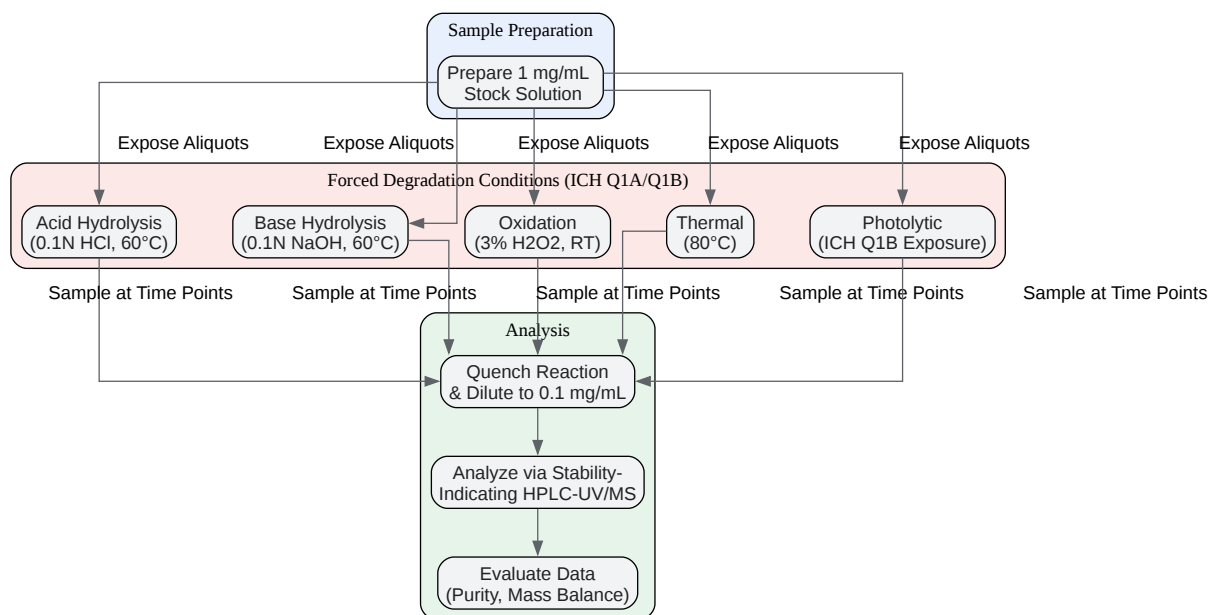 Sample Preparation
Prepare 1 mg/mL
Stock Solution
Expose Aliquots
Expose Aliquots
Expose Aliquots
Expose Aliquots
Expose Aliquots
Forced Degradation Conditions (ICH Q1A/Q1B)
Acid Hydrolysis
(0.1N HCl, 60°C)
Base Hydrolysis
(0.1N NaOH, 60°C)
Oxidation
(3% H2O2, RT)
Thermal
(80°C)
Photolytic
(ICH Q1B Exposure)
Sample at Time Points
Sample at Time Points
Sample at Time Points
Sample at Time Points
Sample at Time Points
Analysis
Quench Reaction
& Dilute to 0.1 mg/mL
Analyze via Stability-
Indicating HPLC-UV/MS
Evaluate Data
(Purity, Mass Balance)